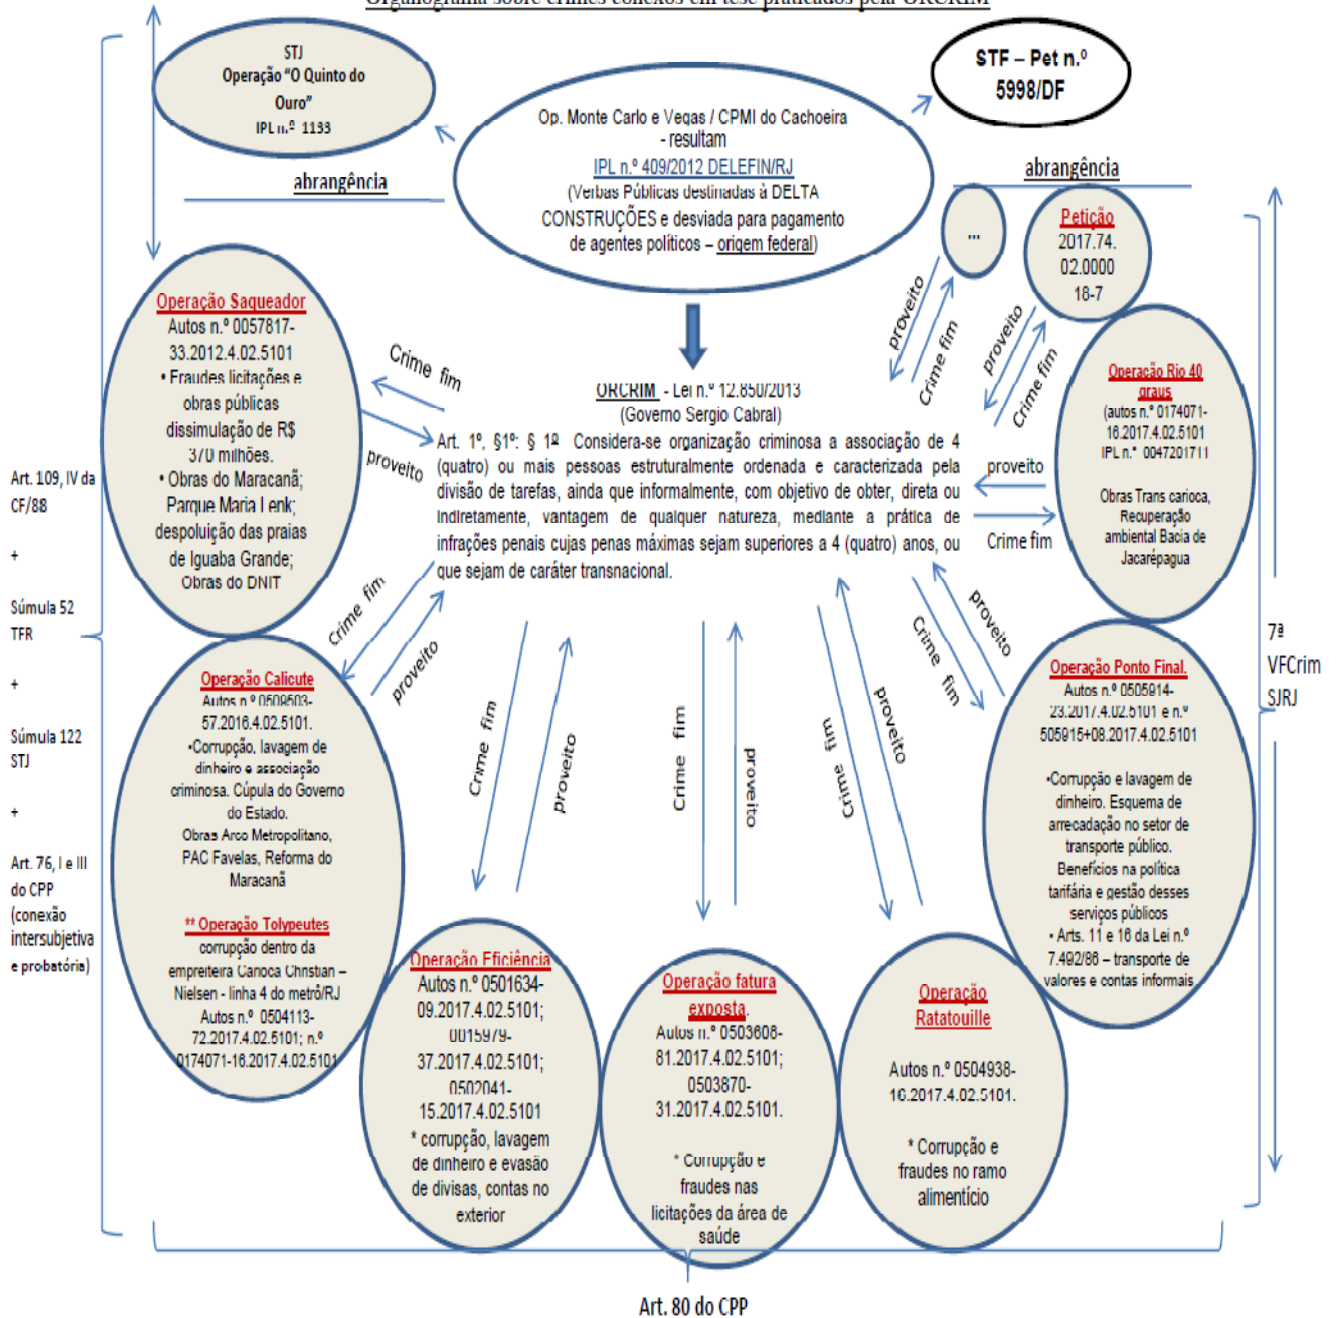 Organograma sobre crimes conexos em tese praticados pela ORCRIM
STJ
Operação "O Quinto do
Ouro"
IPL n.º 1133
STF – Pet n.º
5998/DF
Op. Monte Carlo e Vegas / CPMI do Cachoeira
- resultam
IPL n.º 409/2012 DELEFIN/RJ
(Verbas Públicas destinadas à DELTA
CONSTRUÇÕES e desviada para pagamento
de agentes políticos – origem federal)
abrangência
abrangência
...
Petição
2017.74.
02.0000
18-7
proveito
Crime fim
proveito
Crime fim
Operação Saqueador
Autos n.º 0057817-
33.2012.4.02.5101
• Fraudes licitações e
obras públicas
dissimulação de R$
370 milhões.
• Obras do Maracanã;
Parque Maria Lenk;
despoluição das praias
de Iguaba Grande;
Obras do DNIT
Crime fim
proveito
ORCRIM - Lei n.º 12.850/2013
(Governo Sergio Cabral)
Art. 1º, §1º: § 1º Considera-se organização criminosa a associação de 4
(quatro) ou mais pessoas estruturalmente ordenada e caracterizada pela
divisão de tarefas, ainda que informalmente, com objetivo de obter, direta ou
indiretamente, vantagem de qualquer natureza, mediante a prática de
infrações penais cujas penas máximas sejam superiores a 4 (quatro) anos, ou
que sejam de caráter transnacional.
Operação Rio 40
graus
(autos n.º 0174071-
16.2017.4.02.5101
IPL n.º 0047201711
Obras Trans carioca,
Recuperação
ambiental Bacia de
Jacarépagua
proveito
Crime fim
Art. 109, IV da
CF/88
+
Súmula 52
TFR
+
Súmula 122
STJ
+
Art. 76, I e III
do CPP
(conexão
intersubjetiva
e probatória)
7ª
VFCrim
SJRJ
Crime fim
proveito
Crime fim
proveito
Crime fim
proveito
Crime fim
proveito
Crime fim
proveito
Operação Calicute
Autos n.º 0509503-
57.2016.4.02.5101.
•Corrupção, lavagem de
dinheiro e associação
criminosa. Cúpula do Governo
do Estado.
Obras Arco Metropolitano,
PAC Favelas, Reforma do
Maracanã
** Operação Tolypeutes
corrupção dentro da
empreiteira Carioca Christian –
Nielsen - linha 4 do metrô/RJ
Autos n.º 0504113-
72.2017.4.02.5101; n.º
0174071-16.2017.4.02.5101
Operação Ponto Final.
Autos n.º 0505914-
23.2017.4.02.5101 e n.º
505915+08.2017.4.02.5101
•Corrupção e lavagem de
dinheiro. Esquema de
arrecadação no setor de
transporte público.
Benefícios na política
tarifária e gestão desses
serviços públicos
• Arts. 11 e 16 da Lei n.º
7.492/86 – transporte de
valores e contas informais
Operação Eficiência
Autos n.º 0501634-
09.2017.4.02.5101;
0015979-
37.2017.4.02.5101;
0502041-
15.2017.4.02.5101
* corrupção, lavagem
de dinheiro e evasão
de divisas, contas no
exterior
Operação fatura
exposta.
Autos n.º 0503608-
81.2017.4.02.5101;
0503870-
31.2017.4.02.5101.
* Corrupção e
fraudes nas
licitações da área de
saúde
Operação
Ratatouille
Autos n.º 0504938-
16.2017.4.02.5101.
* Corrupção e
fraudes no ramo
alimentício
Art. 80 do CPP